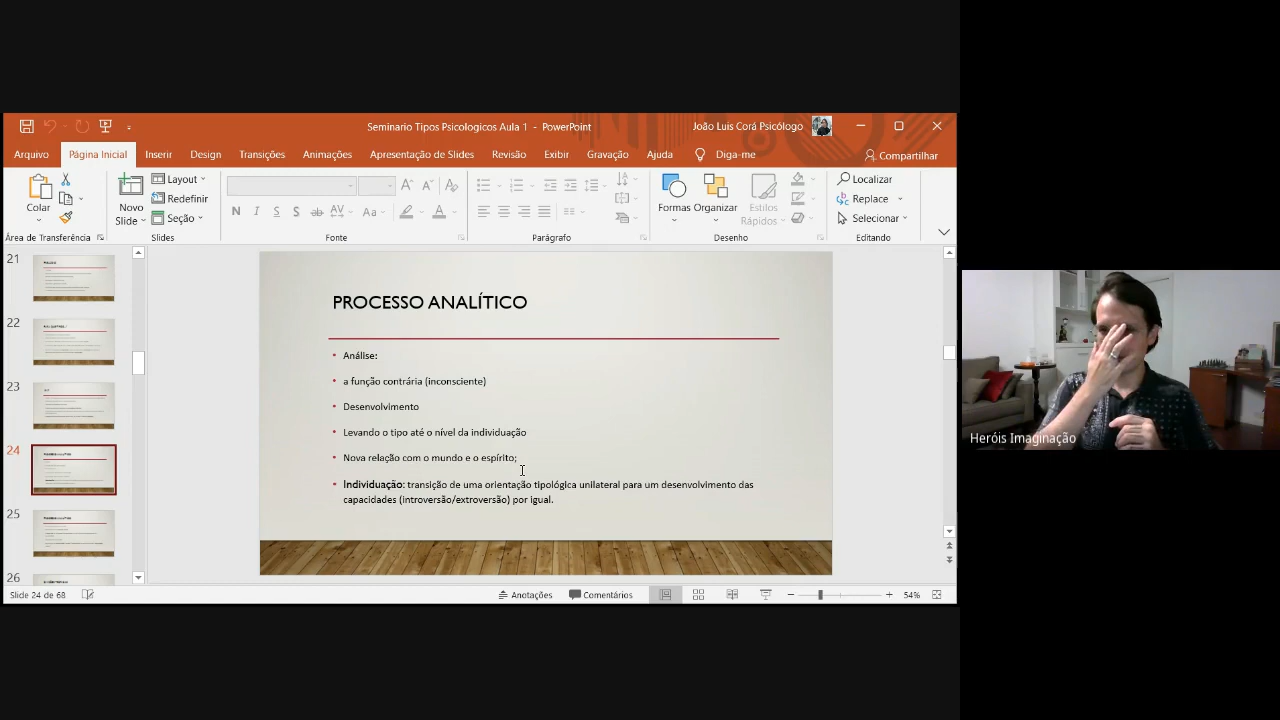 Seminario Tipos Psicologicos Aula 1 - PowerPoint
João Luis Corá Psicólogo
Arquivo
Página Inicial
Inserir
Design
Transições
Animações
Apresentação de Slides
Revisão
Exibir
Gravação
Ajuda
Diga-me
Compartilhar
Colar
Novo
Slide
Layout
Redefinir
Seção
N I S S ab AV Aa A
Formas
Organizar
Estilos
Rápidos
Localizar
Replace
Selecionar
Área de Transferência
Slides
Fonte
Parágrafo
Desenho
Editando
21
22
23
24
25
26
PROCESSO ANALÍTICO
• Análise:
• a função contrária (inconsciente)
• Desenvolvimento
• Levando o tipo até o nível da individuação
• Nova relação com o mundo e o espírito;
• Individuação: transição de uma orientação tipológica unilateral para um desenvolvimento das
capacidades (introversão/extroversão) por igual.
Heróis Imaginação
Slide 24 de 68
Anotações
Comentários
54%